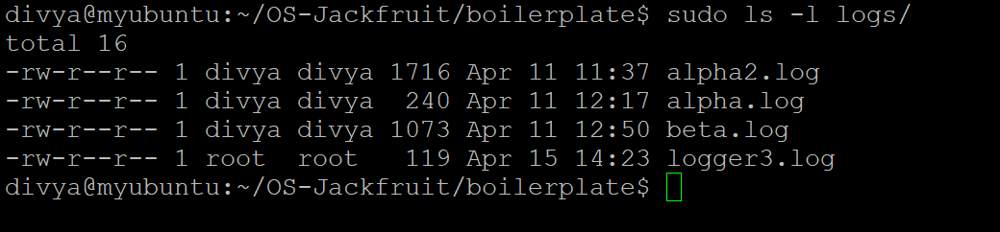 divya@myubuntu:~/OS-Jackfruit/boilerplate$ sudo ls -l logs/
total 16
-rw-r--r-- 1 divya divya 1716 Apr 11 11:37 alpha2.log
-rw-r--r-- 1 divya divya  240 Apr 11 12:17 alpha.log
-rw-r--r-- 1 divya divya 1073 Apr 11 12:50 beta.log
-rw-r--r-- 1 root  root   119 Apr 15 14:23 logger3.log
divya@myubuntu:~/OS-Jackfruit/boilerplate$